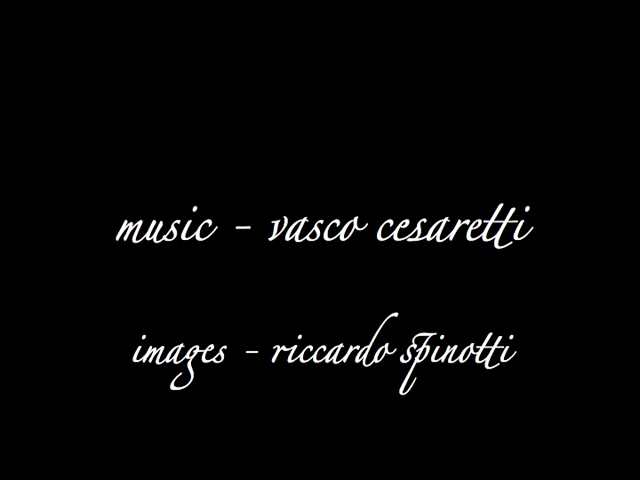 music - vasco cesaretti
images - riccardo spinotti